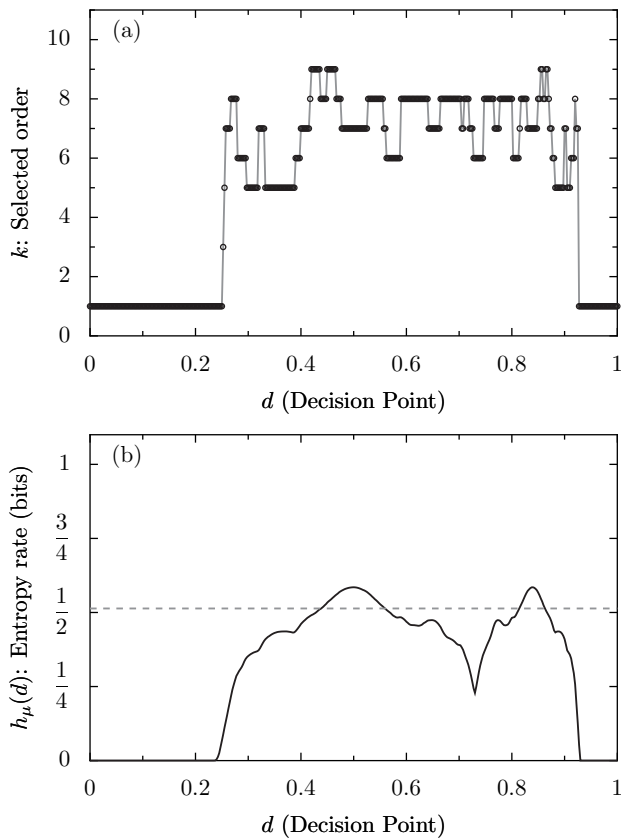 (a)
10
8
6
4
2
0
k: Selected order
0 0.2 0.4 0.6 0.8 1
d (Decision Point)
(b)
1
3/4
1/2
1/4
0
hμ(d): Entropy rate (bits)
0 0.2 0.4 0.6 0.8 1
d (Decision Point)